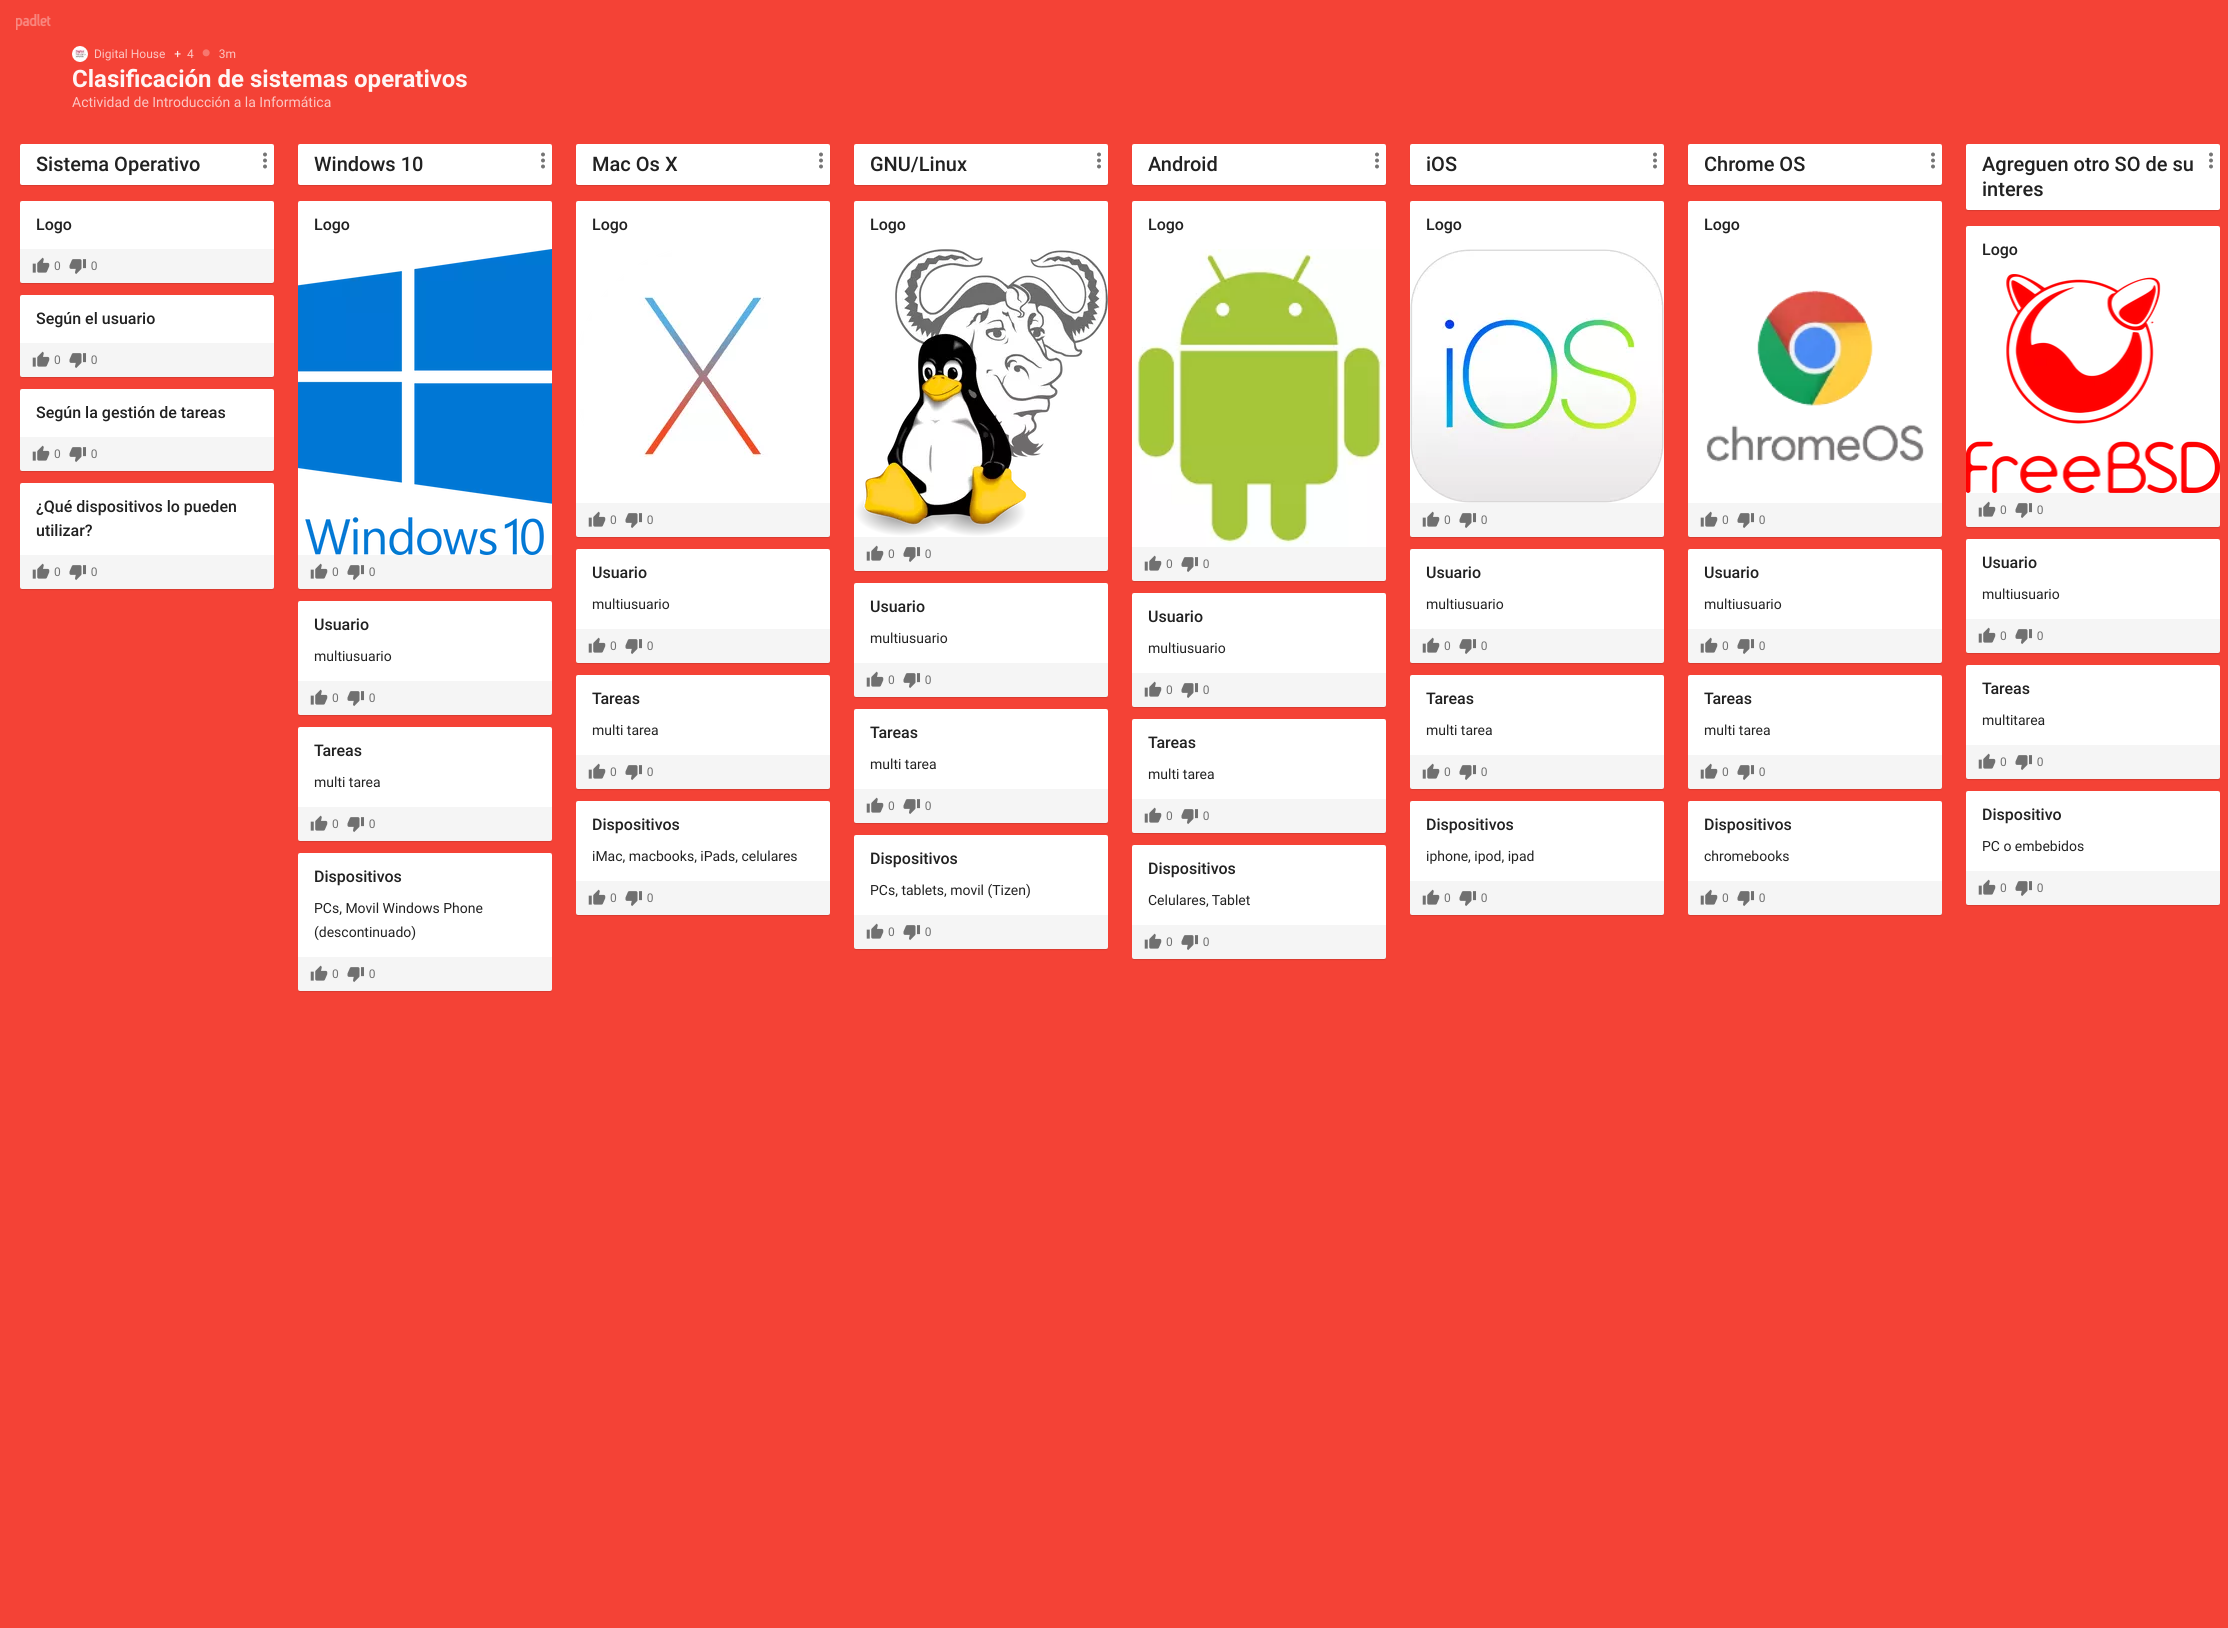 padlet
Digital House + 4 3m
Clasificación de sistemas operativos
Actividad de Introducción a la Informática
Sistema Operativo
Logo
0 0
Según el usuario
0 0
Según la gestión de tareas
0 0
¿Qué dispositivos lo pueden
utilizar?
0 0
Windows 10
Logo
Windows 10
0 0
Usuario
multiusuario
0 0
Tareas
multi tarea
0 0
Dispositivos
PCs, Movil Windows Phone
(descontinuado)
0 0
Mac Os X
Logo
0 0
Usuario
multiusuario
0 0
Tareas
multi tarea
0 0
Dispositivos
iMac, macbooks, iPads, celulares
0 0
GNU/Linux
Logo
0 0
Usuario
multiusuario
0 0
Tareas
multi tarea
0 0
Dispositivos
PCs, tablets, movil (Tizen)
0 0
Android
Logo
0 0
Usuario
multiusuario
0 0
Tareas
multi tarea
0 0
Dispositivos
Celulares, Tablet
0 0
iOS
Logo
iOS
0 0
Usuario
multiusuario
0 0
Tareas
multi tarea
0 0
Dispositivos
iphone, ipod, ipad
0 0
Chrome OS
Logo
chromeOS
0 0
Usuario
multiusuario
0 0
Tareas
multi tarea
0 0
Dispositivos
chromebooks
0 0
Agreguen otro SO de su
interes
Logo
freeBSD
0 0
Usuario
multiusuario
0 0
Tareas
multitarea
0 0
Dispositivo
PC o embebidos
0 0